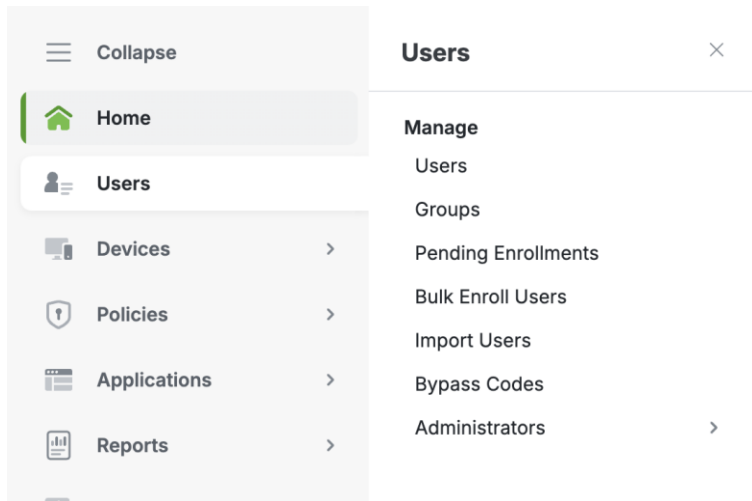 Collapse
Home
Users
Devices
Policies
Applications
Reports
Users
Manage
Users
Groups
Pending Enrollments
Bulk Enroll Users
Import Users
Bypass Codes
Administrators